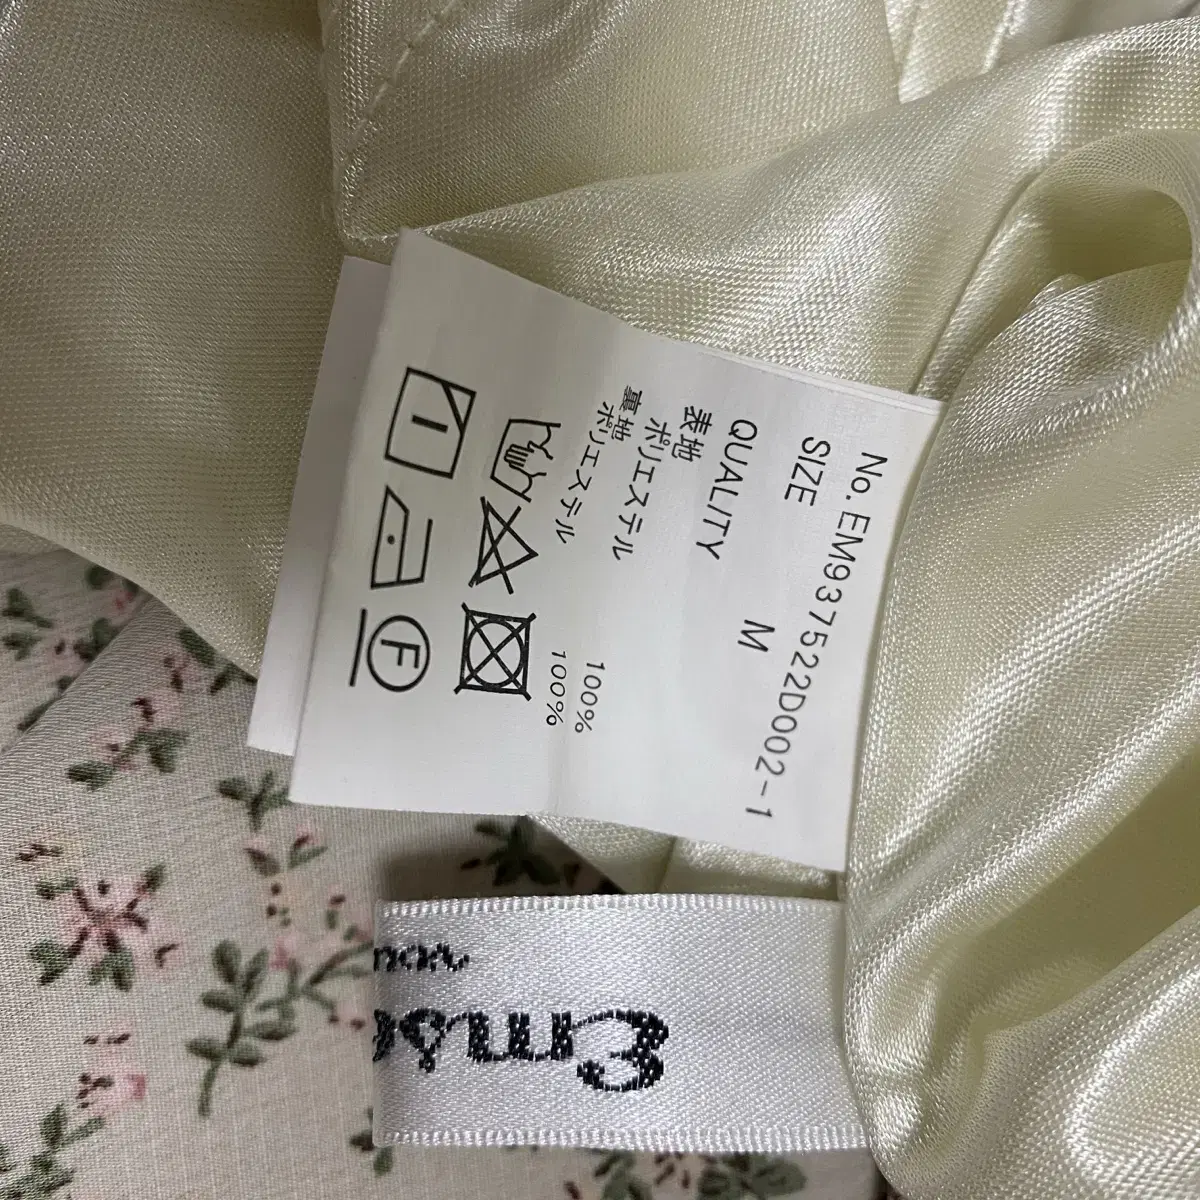 No. EM937522D002-1
SIZE M
QUALITY
表地
ポリエステル 100%
裏地
ポリエステル 100%
F
Ems